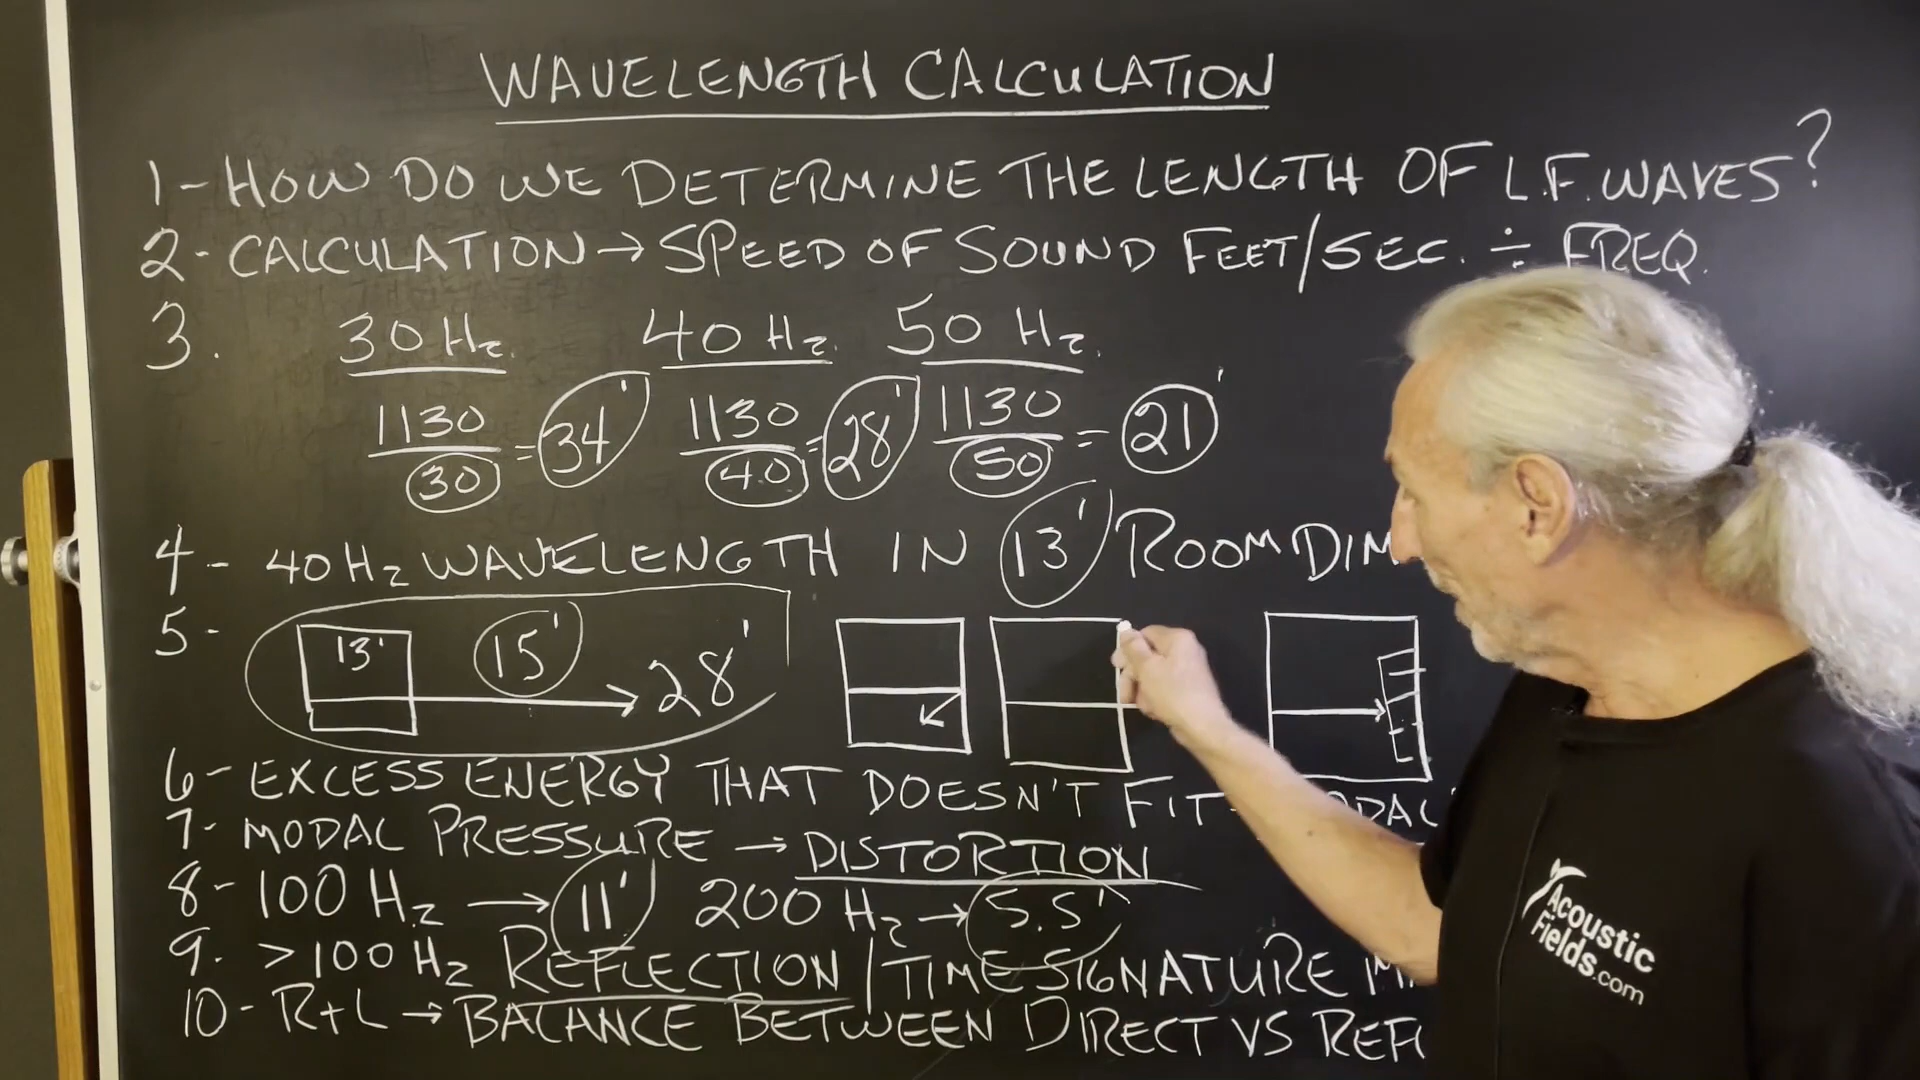 WAVELENGTH CALCULATION
1 - HOW DO WE DETERMINE THE LENGTH OF L.F. WAVES?
2 - CALCULATION → SPEED OF SOUND FEET/SEC. ÷ FREQ.
3. 30 Hz. 40 Hz. 50 Hz.
1130/30 = 34' 1130/40 = 28' 1130/50 = 21'
4 - 40 Hz WAVELENGTH IN 13' ROOM DIM
5 - 13' 15' 28'
6 - EXCESS ENERGY THAT DOESN'T FIT
7 - MODAL PRESSURE → DISTORTION
8 - 100 Hz → 11' 200 Hz → 5.5'
9. >100 Hz REFLECTION / TIME SIGNATURE
10 - R+L → BALANCE BETWEEN DIRECT VS REFL
Acoustic
Fields.com